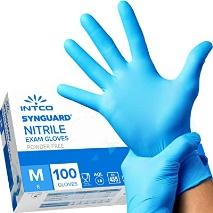 INTCO
SYNGUARD
NITRILE
EXAM GLOVES
POWDER FREE
M
100
GLOVES